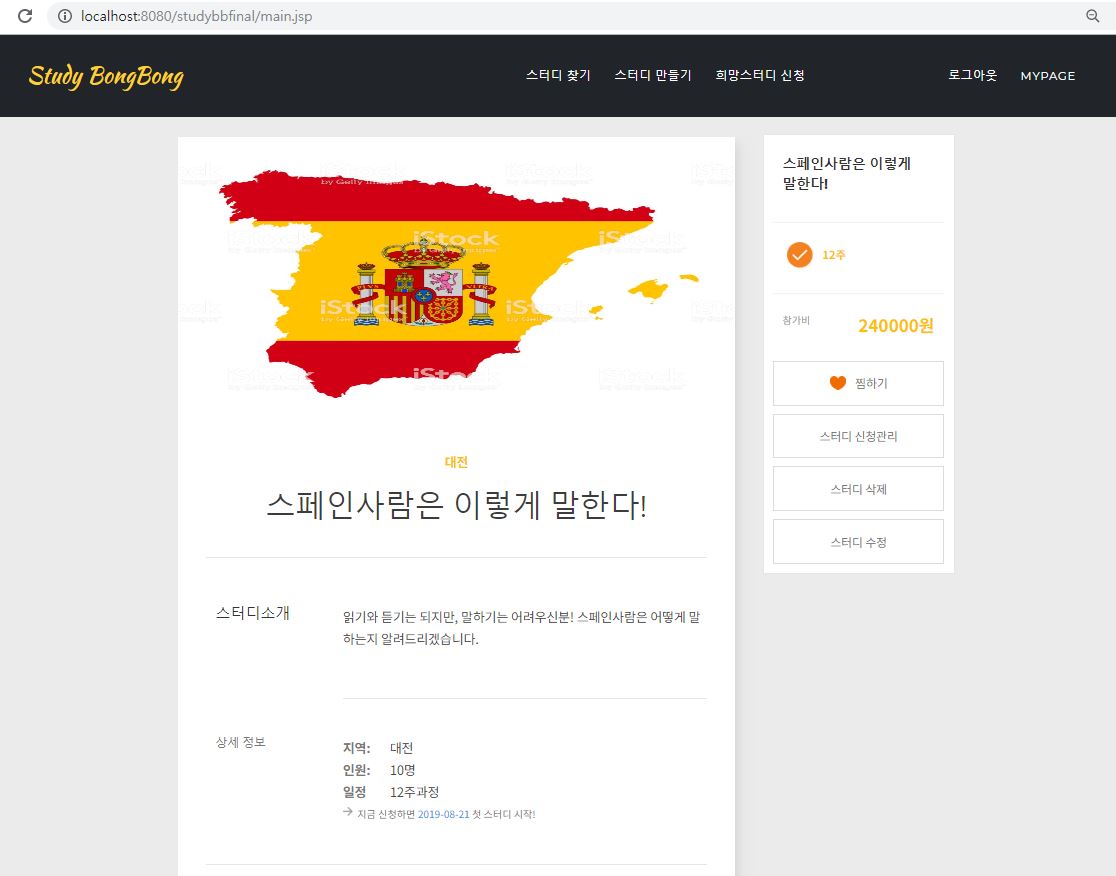 localhost:8080/studybbfinal/main.jsp
Study BongBong
스터디 찾기
스터디 만들기
희망스터디 신청
로그아웃
MYPAGE
iStock
by Getty Images
iStock
iStock
iStock
iStock
iStock
iStock
PLVS
VLTRA
대전
스페인사람은 이렇게 말한다!
스터디소개
읽기와 듣기는 되지만, 말하기는 어려우신분! 스페인사람은 어떻게 말
하는지 알려드리겠습니다.
상세 정보
지역: 대전
인원: 10명
일정 12주과정
→ 지금 신청하면 2019-08-21 첫 스터디 시작!
스페인사람은 이렇게
말한다!
12주
참가비
240000원
찜하기
스터디 신청관리
스터디 삭제
스터디 수정